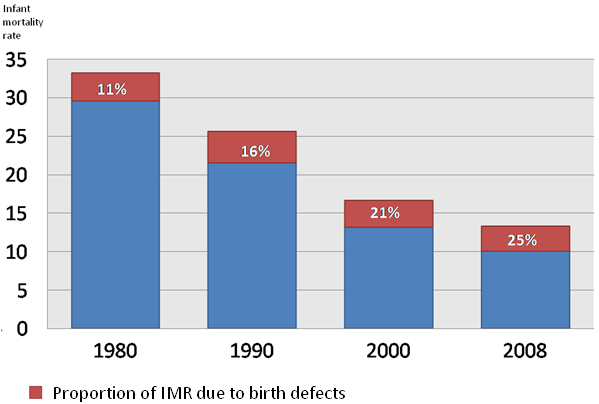 Infant
mortality
rate
35
30
25
20
15
10
5
0
11%
16%
21%
25%
1980 1990 2000 2008
Proportion of IMR due to birth defects